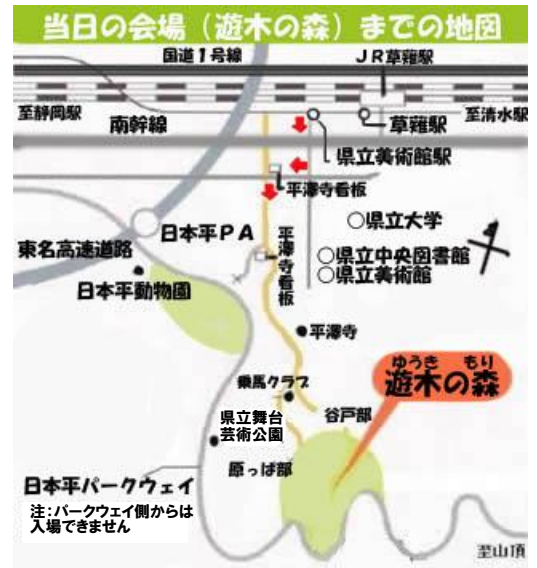 当日の会場（遊木の森）までの地図
国道1号線
JR草薙駅
至静岡駅
至清水駅
南幹線
草薙駅
県立美術館駅
平澤寺看板
県立大学
日本平PA
平澤寺看板
東名高速道路
県立中央図書館
県立美術館
日本平動物園
平澤寺
ゆうき もり
遊木の森
乗馬クラブ
谷戸部
県立舞台
芸術公園
原っぱ部
日本平パークウェイ
注：パークウェイ側からは
入場できません
至山頂